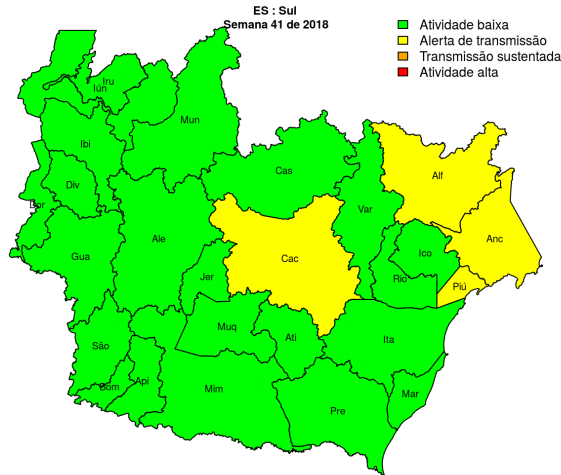 ES : Sul
Semana 41 de 2018
Atividade baixa
Alerta de transmissão
Transmissão sustentada
Atividade alta
Iru
Iún
Mun
Ibi
Cas
Alf
Div
Dor
Var
Ale
Anc
Gua
Cac
Ico
Jer
Rio
Piú
Muq
Ati
Ita
São
Dom
Api
Mim
Mar
Pre